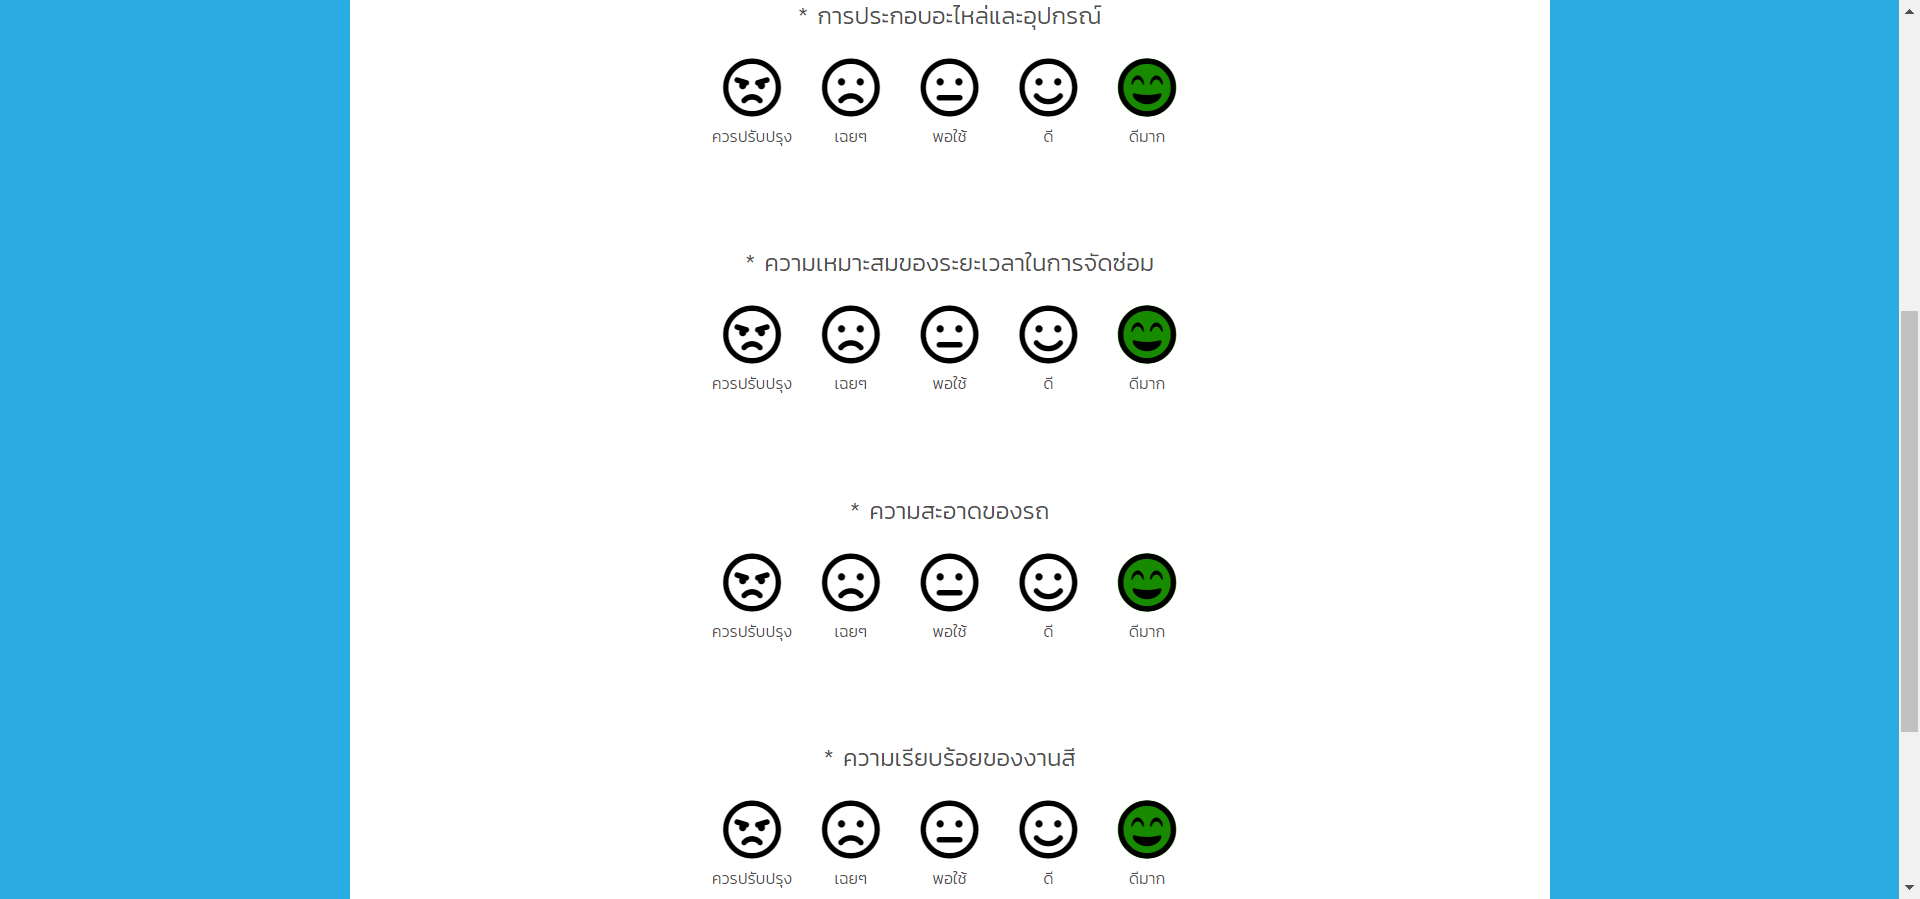 * การประกอบอะไหล่และอุปกรณ์
ควรปรับปรุง เฉยๆ พอใช้ ดี ดีมาก
* ความเหมาะสมของระยะเวลาในการจัดซ่อม
ควรปรับปรุง เฉยๆ พอใช้ ดี ดีมาก
* ความสะอาดของรถ
ควรปรับปรุง เฉยๆ พอใช้ ดี ดีมาก
* ความเรียบร้อยของงานสี
ควรปรับปรุง เฉยๆ พอใช้ ดี ดีมาก